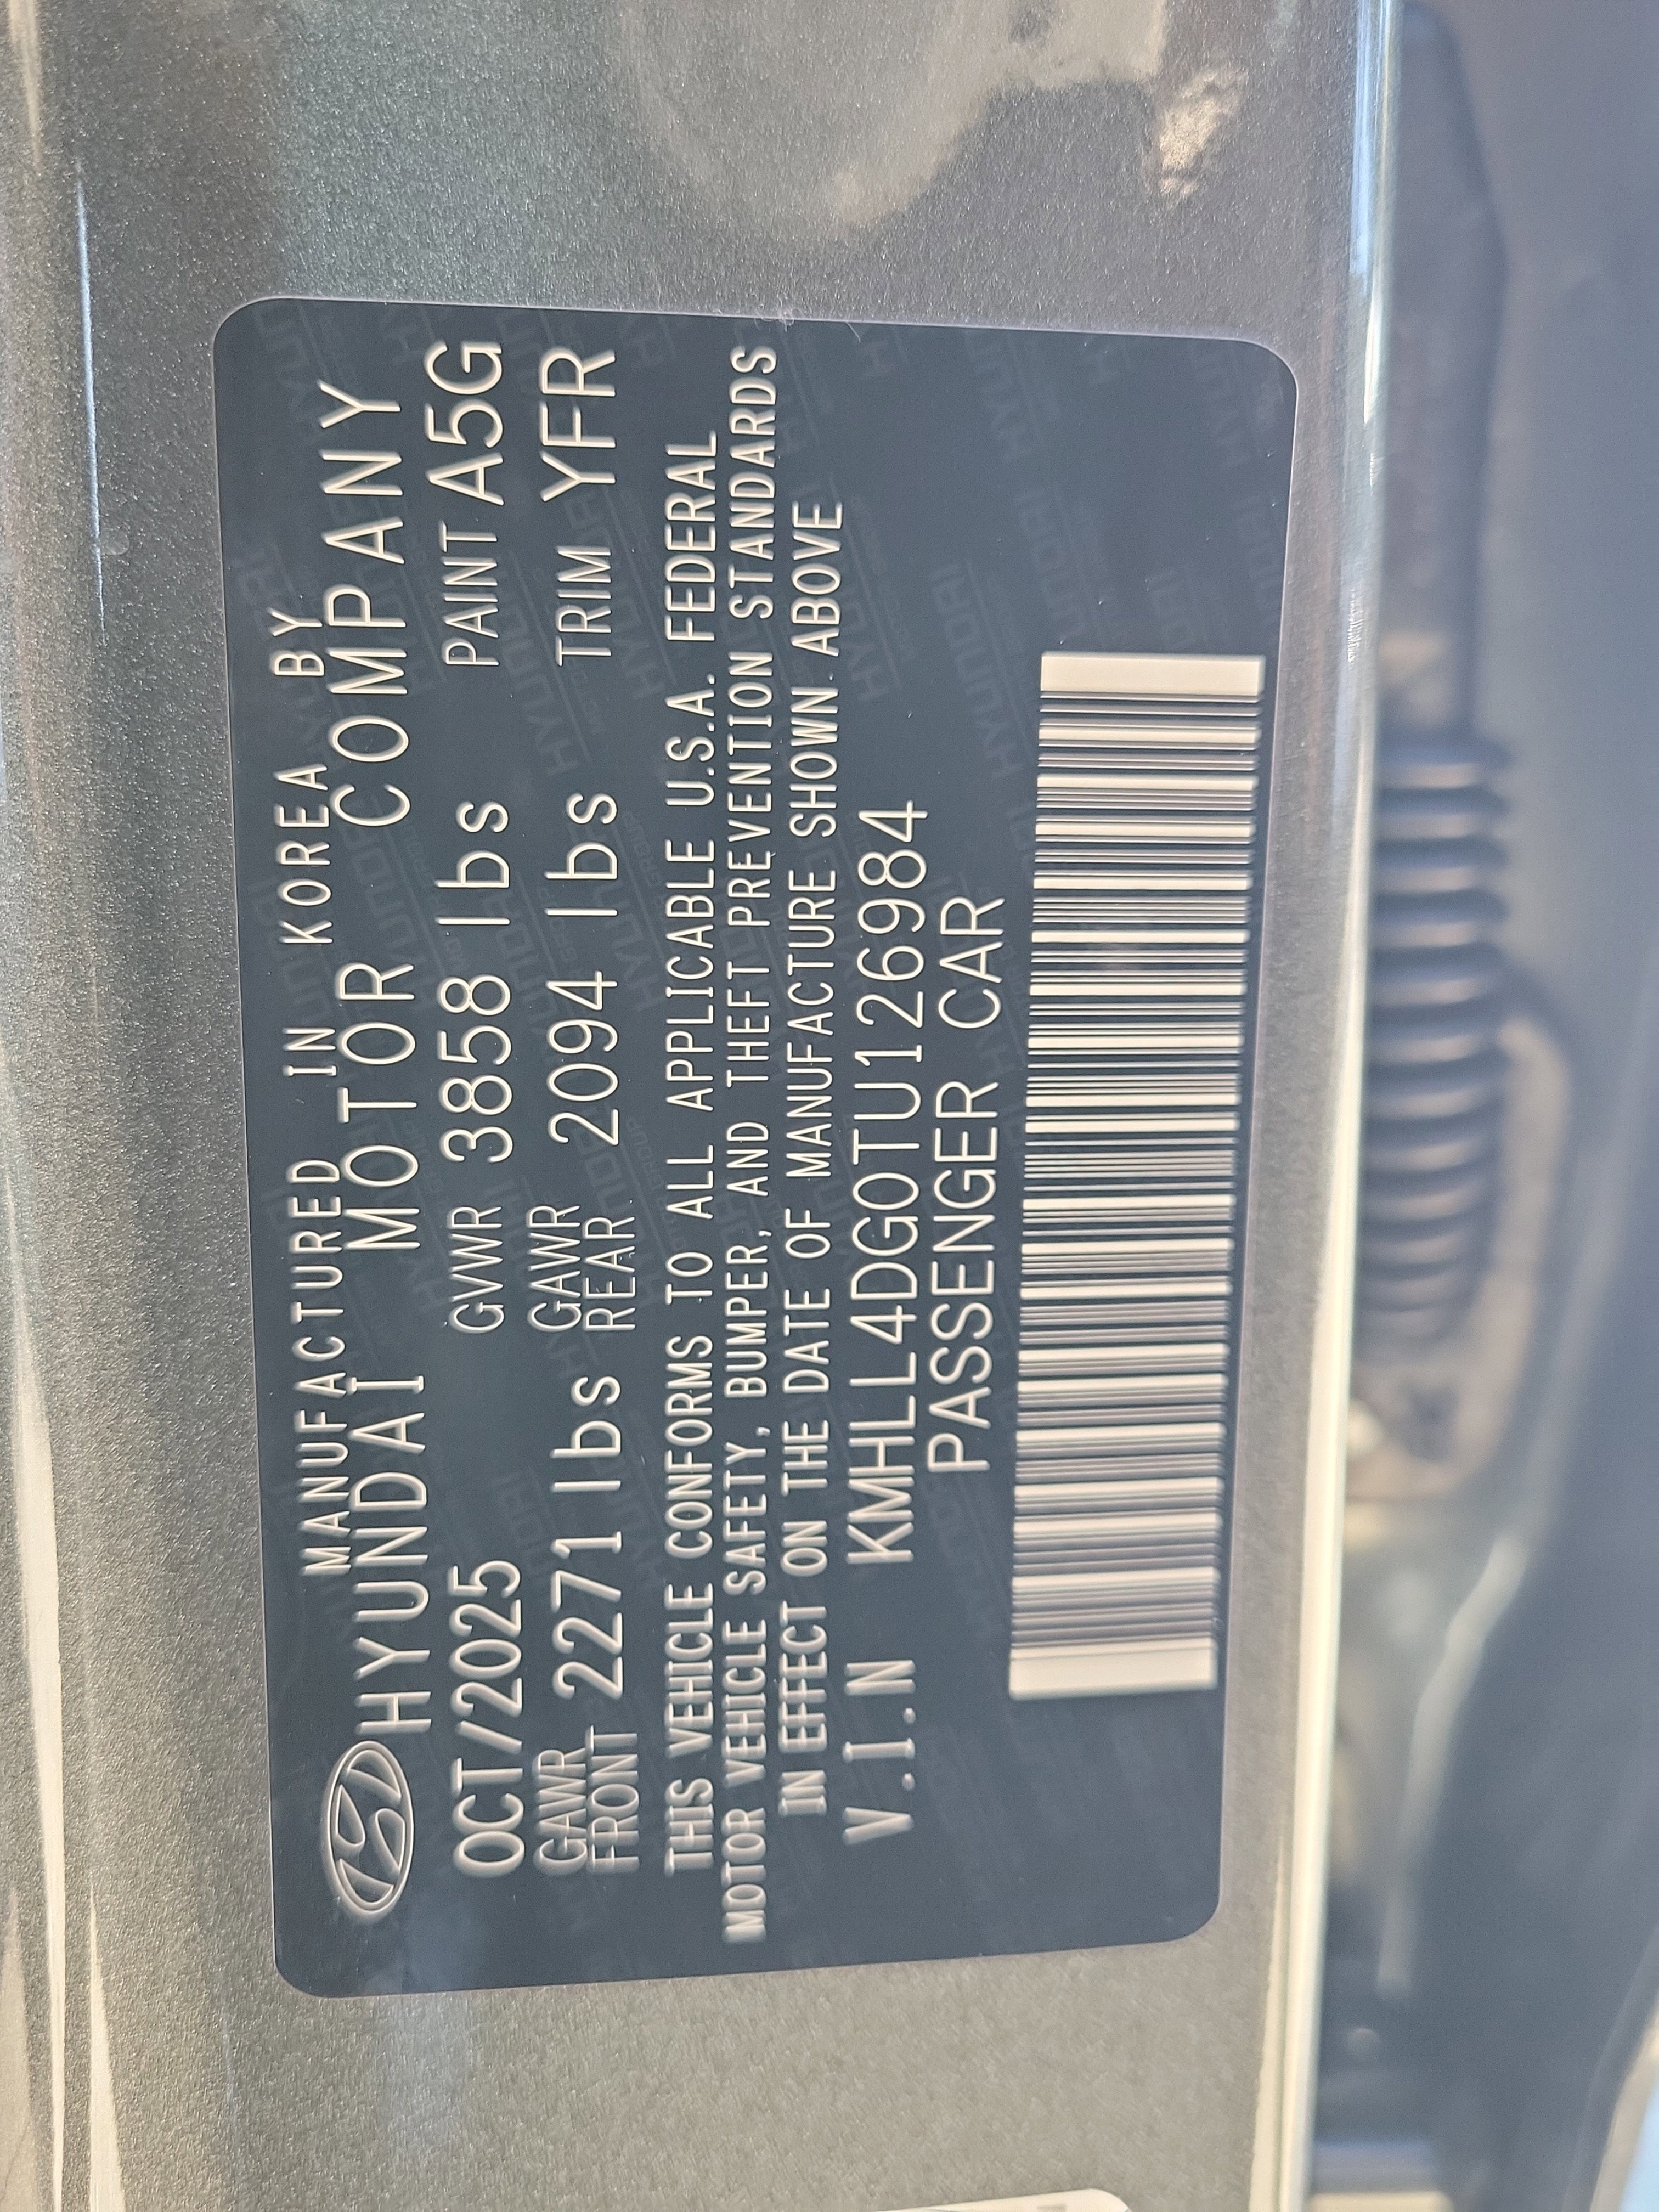 MANUFACTURED IN KOREA BY
HYUNDAI MOTOR COMPANY
OCT/2025 GVWR 3858 lbs PAINT A5G
GAWR FRONT 2271 lbs GAWR REAR 2094 lbs TRIM YFR
THIS VEHICLE CONFORMS TO ALL APPLICABLE U.S.A. FEDERAL
MOTOR VEHICLE SAFETY, BUMPER, AND THEFT PREVENTION STANDARDS
IN EFFECT ON THE DATE OF MANUFACTURE SHOWN ABOVE
V.I.N KMHLL4DG0TU126984
PASSENGER CAR